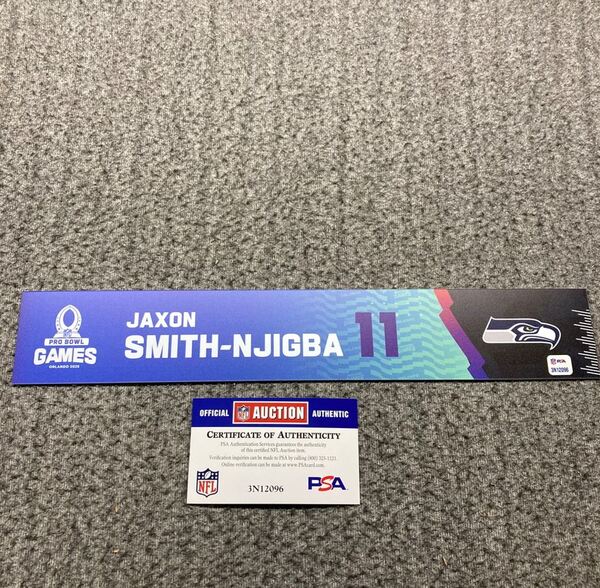 PRO BOWL
GAMES
ORLANDO 2025
JAXON
SMITH-NJIGBA 11
PSA
3N12096
OFFICIAL NFL AUCTION AUTHENTIC
CERTIFICATE OF AUTHENTICITY
PSA Authentication Services guarantees the authenticity
of this certified NFL Auction item.
Verification inquiries can be made to PSA by calling (800) 325-1121.
Online verification can be made at www.PSAcard.com.
NFL 3N12096 PSA